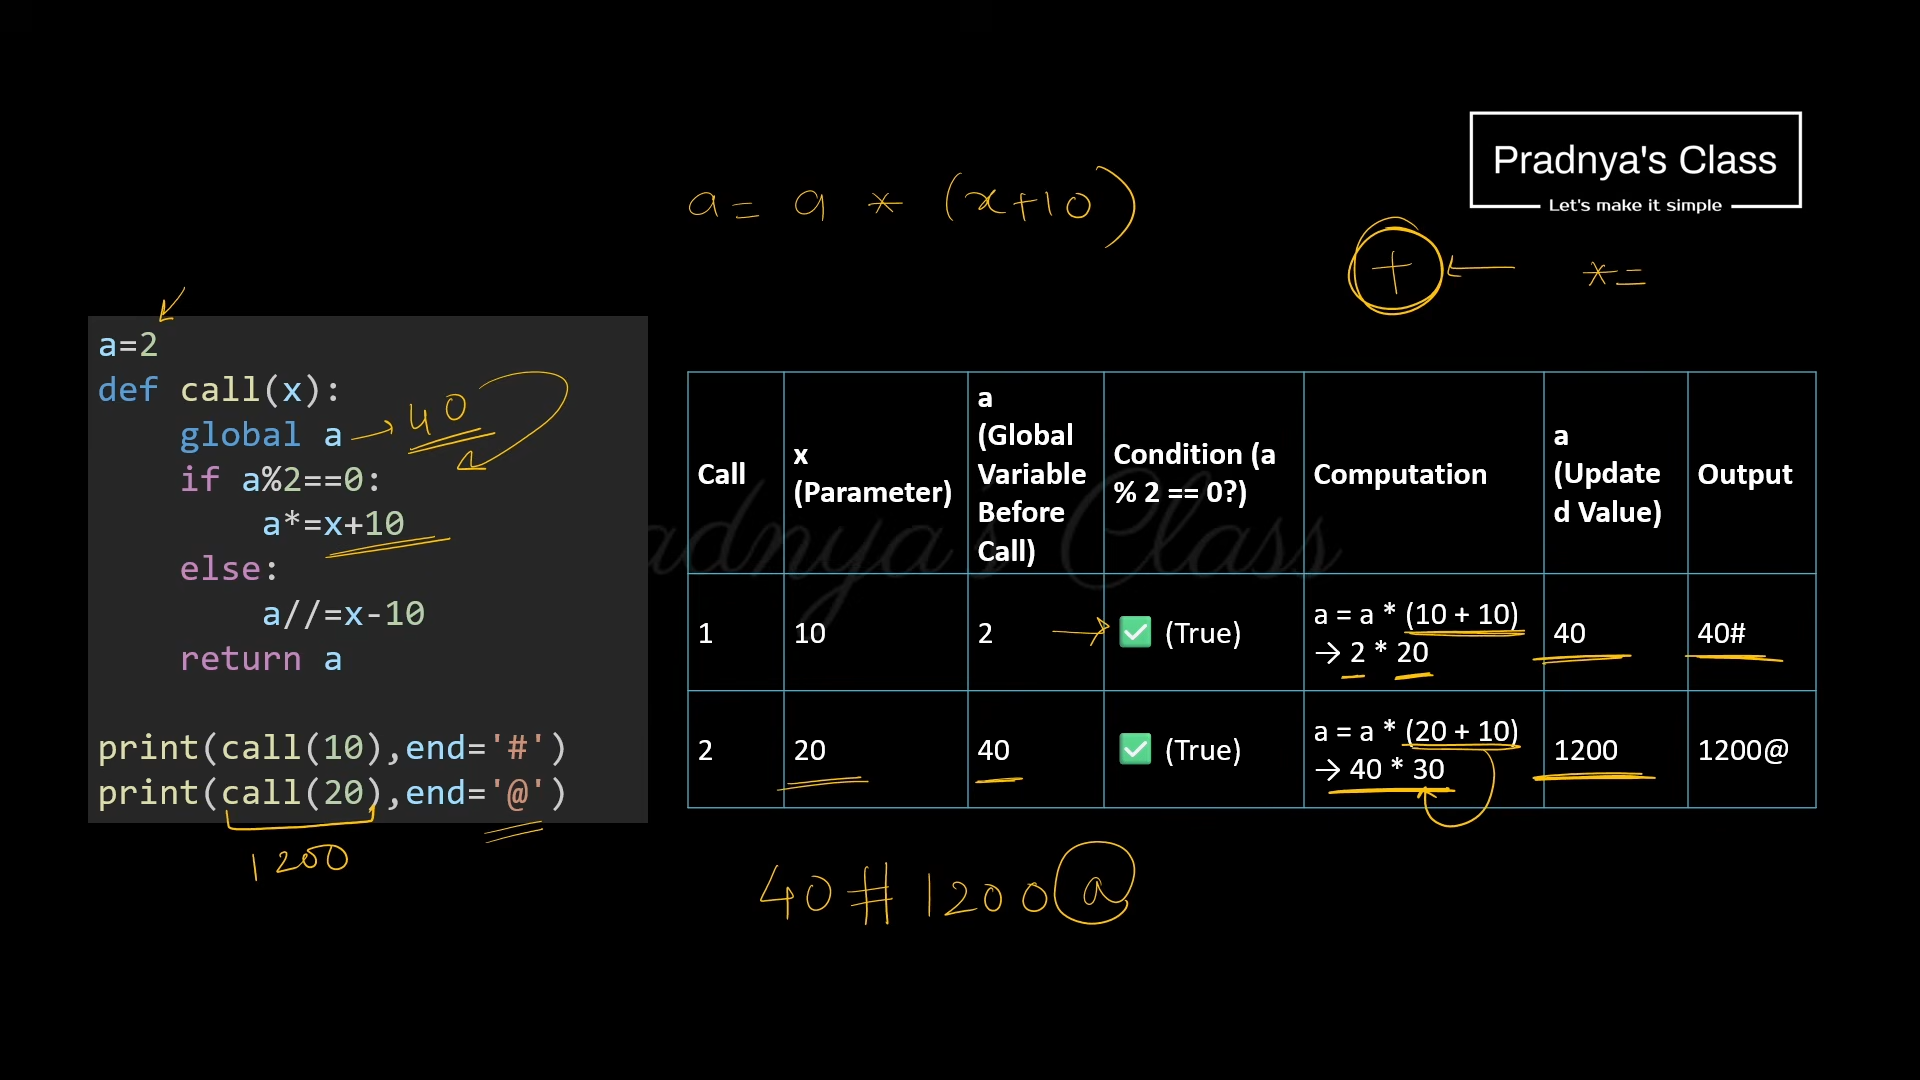 Pradnya's Class
Let's make it simple
a = a * (x+10)
+ ← *=
a=2
def call(x):
global a → 40
if a%2==0:
a*=x+10
else:
a//=x-10
return a
print(call(10),end='#')
print(call(20),end='@')
1200
Call
x (Parameter)
a (Global Variable Before Call)
Condition (a % 2 == 0?)
Computation
a (Updated Value)
Output
1
10
2
✅ (True)
a = a * (10 + 10)
→ 2 * 20
40
40#
2
20
40
✅ (True)
a = a * (20 + 10)
→ 40 * 30
1200
1200@
40#1200@